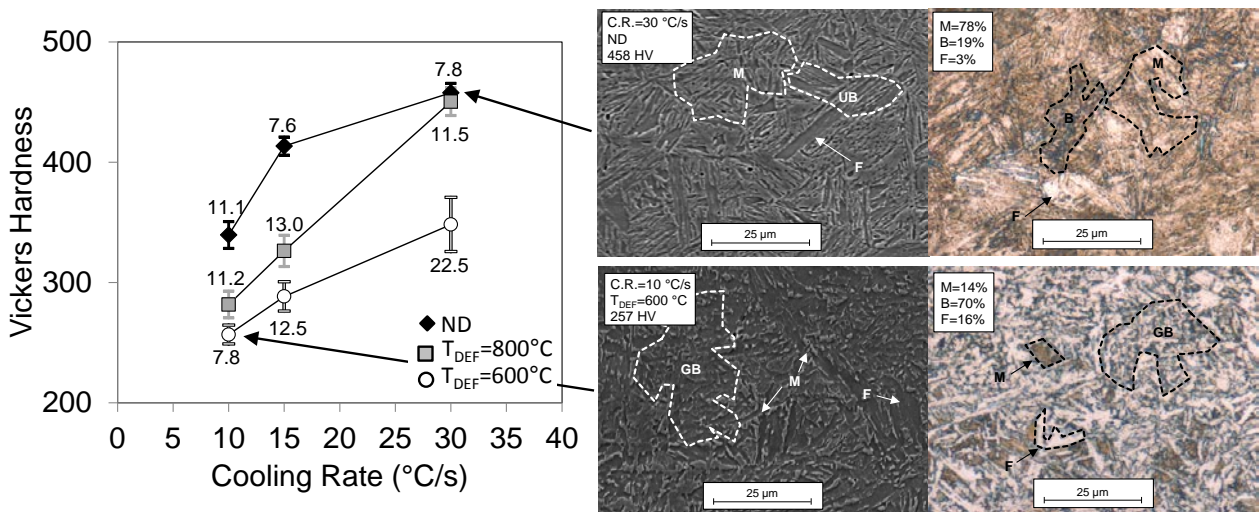 500
400
300
200
Vickers Hardness
7.8
7.6
11.5
11.1
13.0
11.2
22.5
12.5
7.8
ND
T_DEF=800°C
T_DEF=600°C
0 5 10 15 20 25 30 35 40
Cooling Rate (°C/s)
C.R.=30 °C/s
ND
458 HV
M
UB
F
25 µm
M=78%
B=19%
F=3%
M
B
F
25 µm
C.R.=10 °C/s
T_DEF=600 °C
257 HV
GB
M
F
25 µm
M=14%
B=70%
F=16%
GB
M
F
25 µm